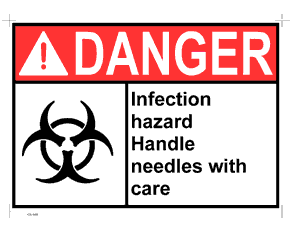 DANGER
Infection
hazard
Handle
needles with
care